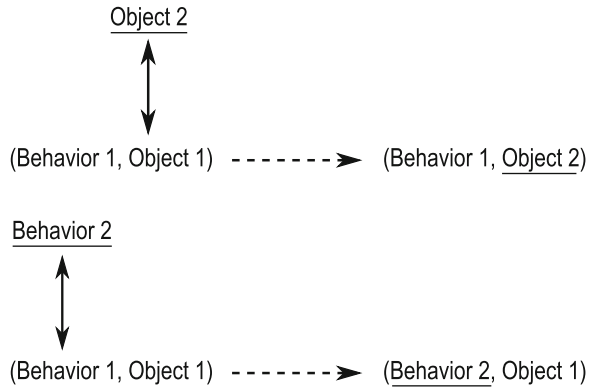 Object 2
(Behavior 1, Object 1) (Behavior 1, Object 2)
Behavior 2
(Behavior 1, Object 1) (Behavior 2, Object 1)